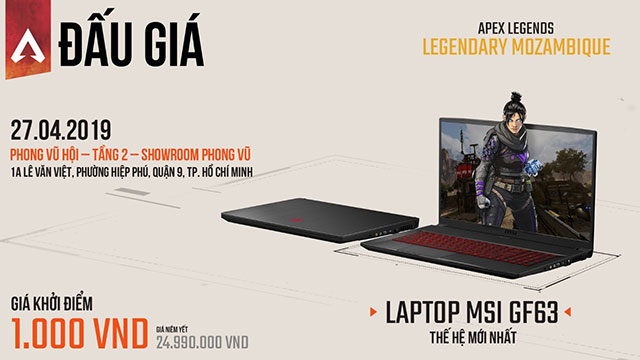 ĐẤU GIÁ
APEX LEGENDS
LEGENDARY MOZAMBIQUE
27.04.2019
PHONG VŨ HỘI – TẦNG 2 – SHOWROOM PHONG VŨ
1A LÊ VĂN VIỆT, PHƯỜNG HIỆP PHÚ, QUẬN 9, TP. HỒ CHÍ MINH
GIÁ KHỞI ĐIỂM
1.000 VND
GIÁ NIÊM YẾT
24.990.000 VND
LAPTOP MSI GF63
THẾ HỆ MỚI NHẤT